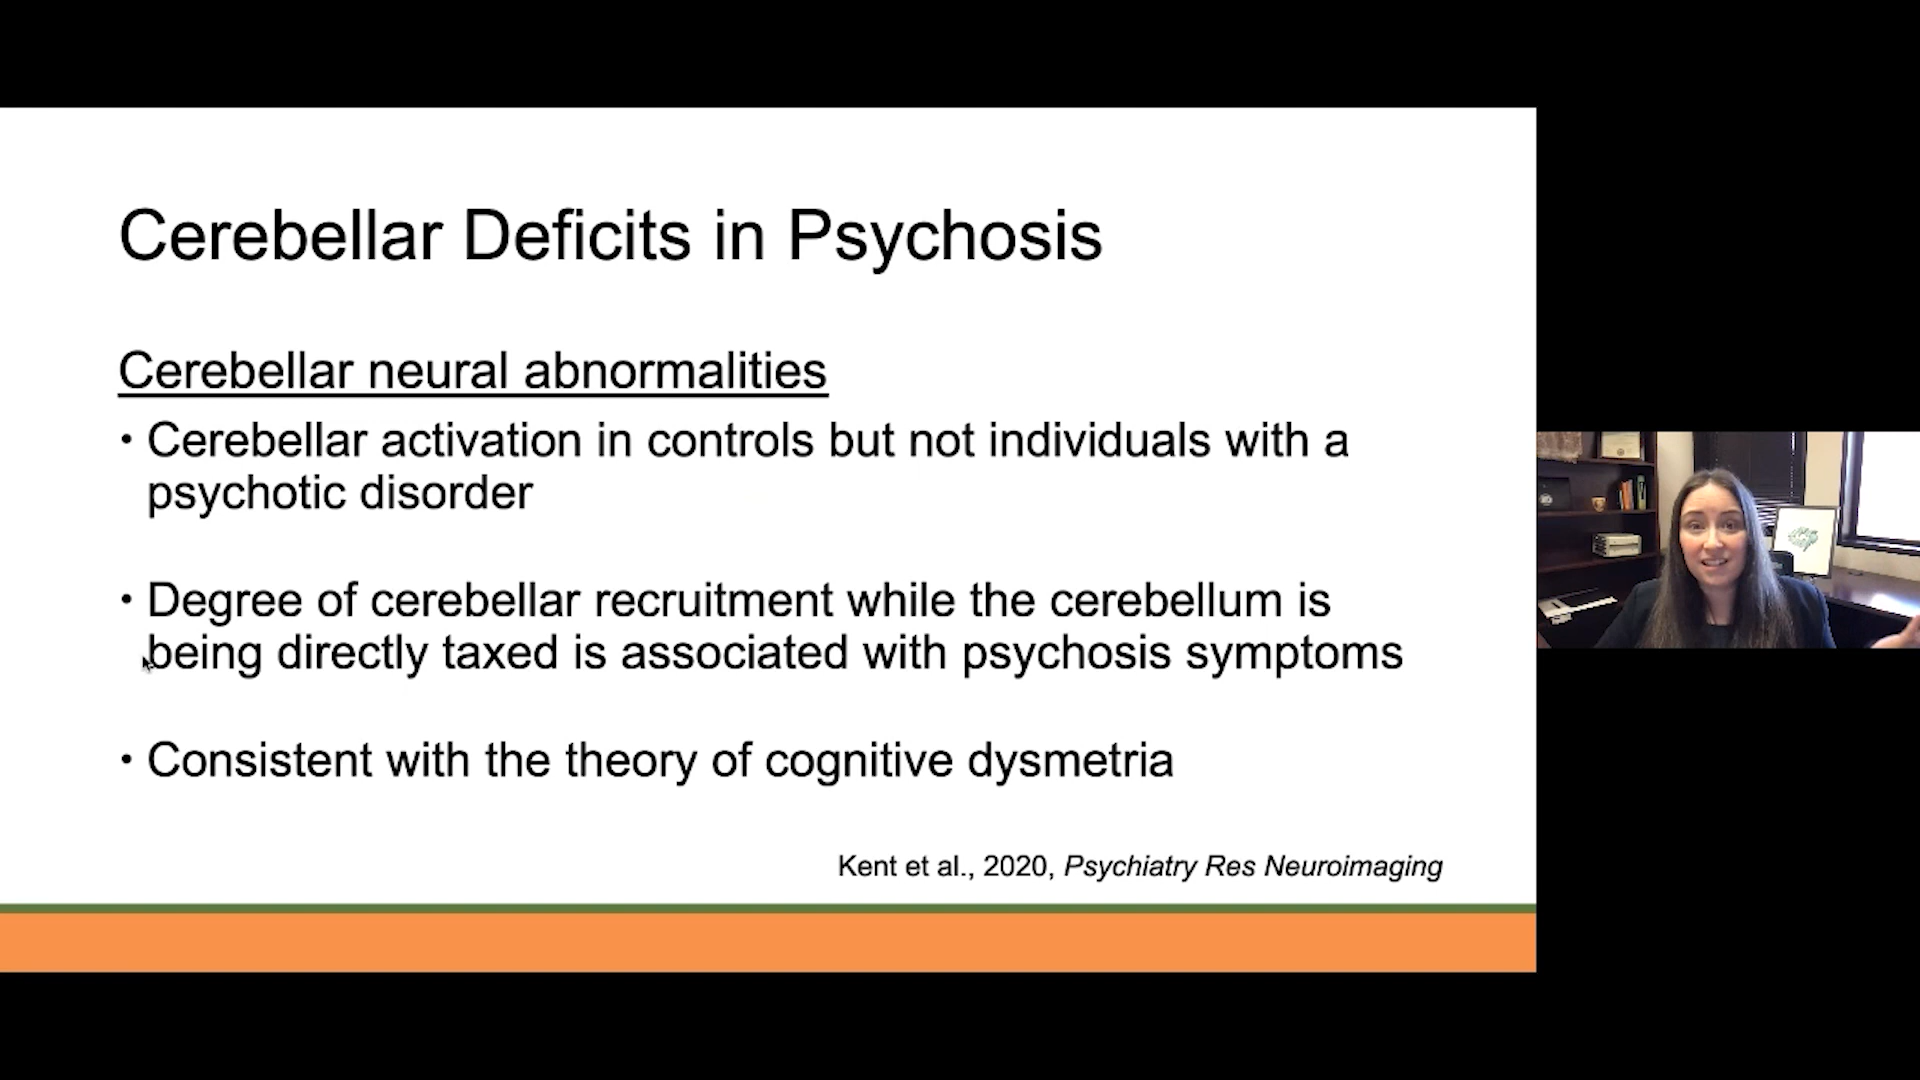 Cerebellar Deficits in Psychosis
Cerebellar neural abnormalities
• Cerebellar activation in controls but not individuals with a
psychotic disorder
• Degree of cerebellar recruitment while the cerebellum is
being directly taxed is associated with psychosis symptoms
• Consistent with the theory of cognitive dysmetria
Kent et al., 2020, Psychiatry Res Neuroimaging